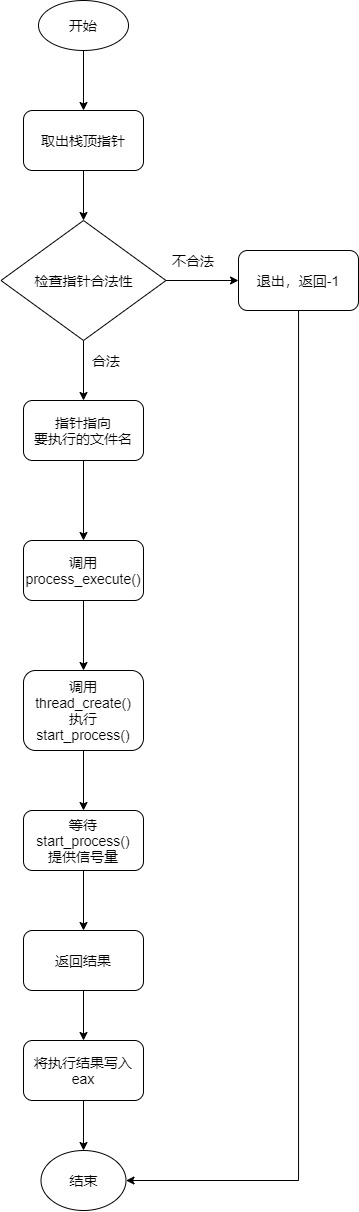 开始
取出栈顶指针
检查指针合法性
不合法
退出，返回-1
合法
指针指向
要执行的文件名
调用
process_execute()
调用
thread_create()
执行
start_process()
等待
start_process()
提供信号量
返回结果
将执行结果写入
eax
结束